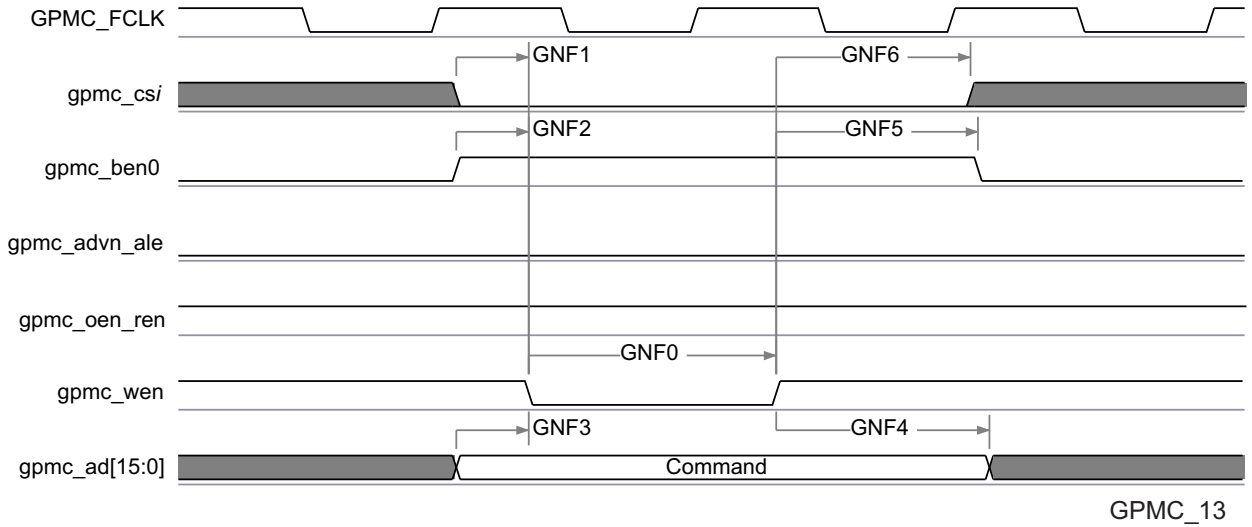 GPMC_FCLK
GNF1
GNF6
gpmc_csi
GNF2
GNF5
gpmc_ben0
gpmc_advn_ale
gpmc_oen_ren
GNF0
gpmc_wen
GNF3
GNF4
gpmc_ad[15:0]
Command
GPMC_13